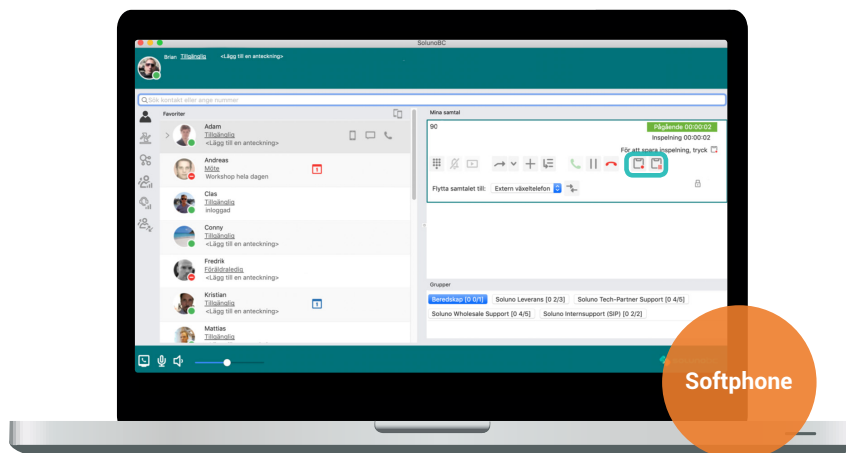 SolunoBC
Brian Tillgänglig <Lägg till en anteckning>
Sök kontakt eller ange nummer
Favoriter
Adam
Tillgänglig
<Lägg till en anteckning>
Andreas
Möte
Workshop hela dagen
1
Clas
Tillgänglig
inloggad
Conny
Tillgänglig
<Lägg till en anteckning>
Fredrik
Föräldraledig
<Lägg till en anteckning>
Kristian
Tillgänglig
<Lägg till en anteckning>
1
Mattias
Tillgänglig
Mina samtal
90
Pågående 00:00:02
Inspelning 00:00:02
För att spara inspelning, tryck
Flytta samtalet till: Extern växeltelefon
Grupper
Beredskap [0 0/1] Soluno Leverans [0 2/3] Soluno Tech-Partner Support [0 4/5]
Soluno Wholesale Support [0 4/5] Soluno Internsupport (SIP) [0 2/2]
Softphone